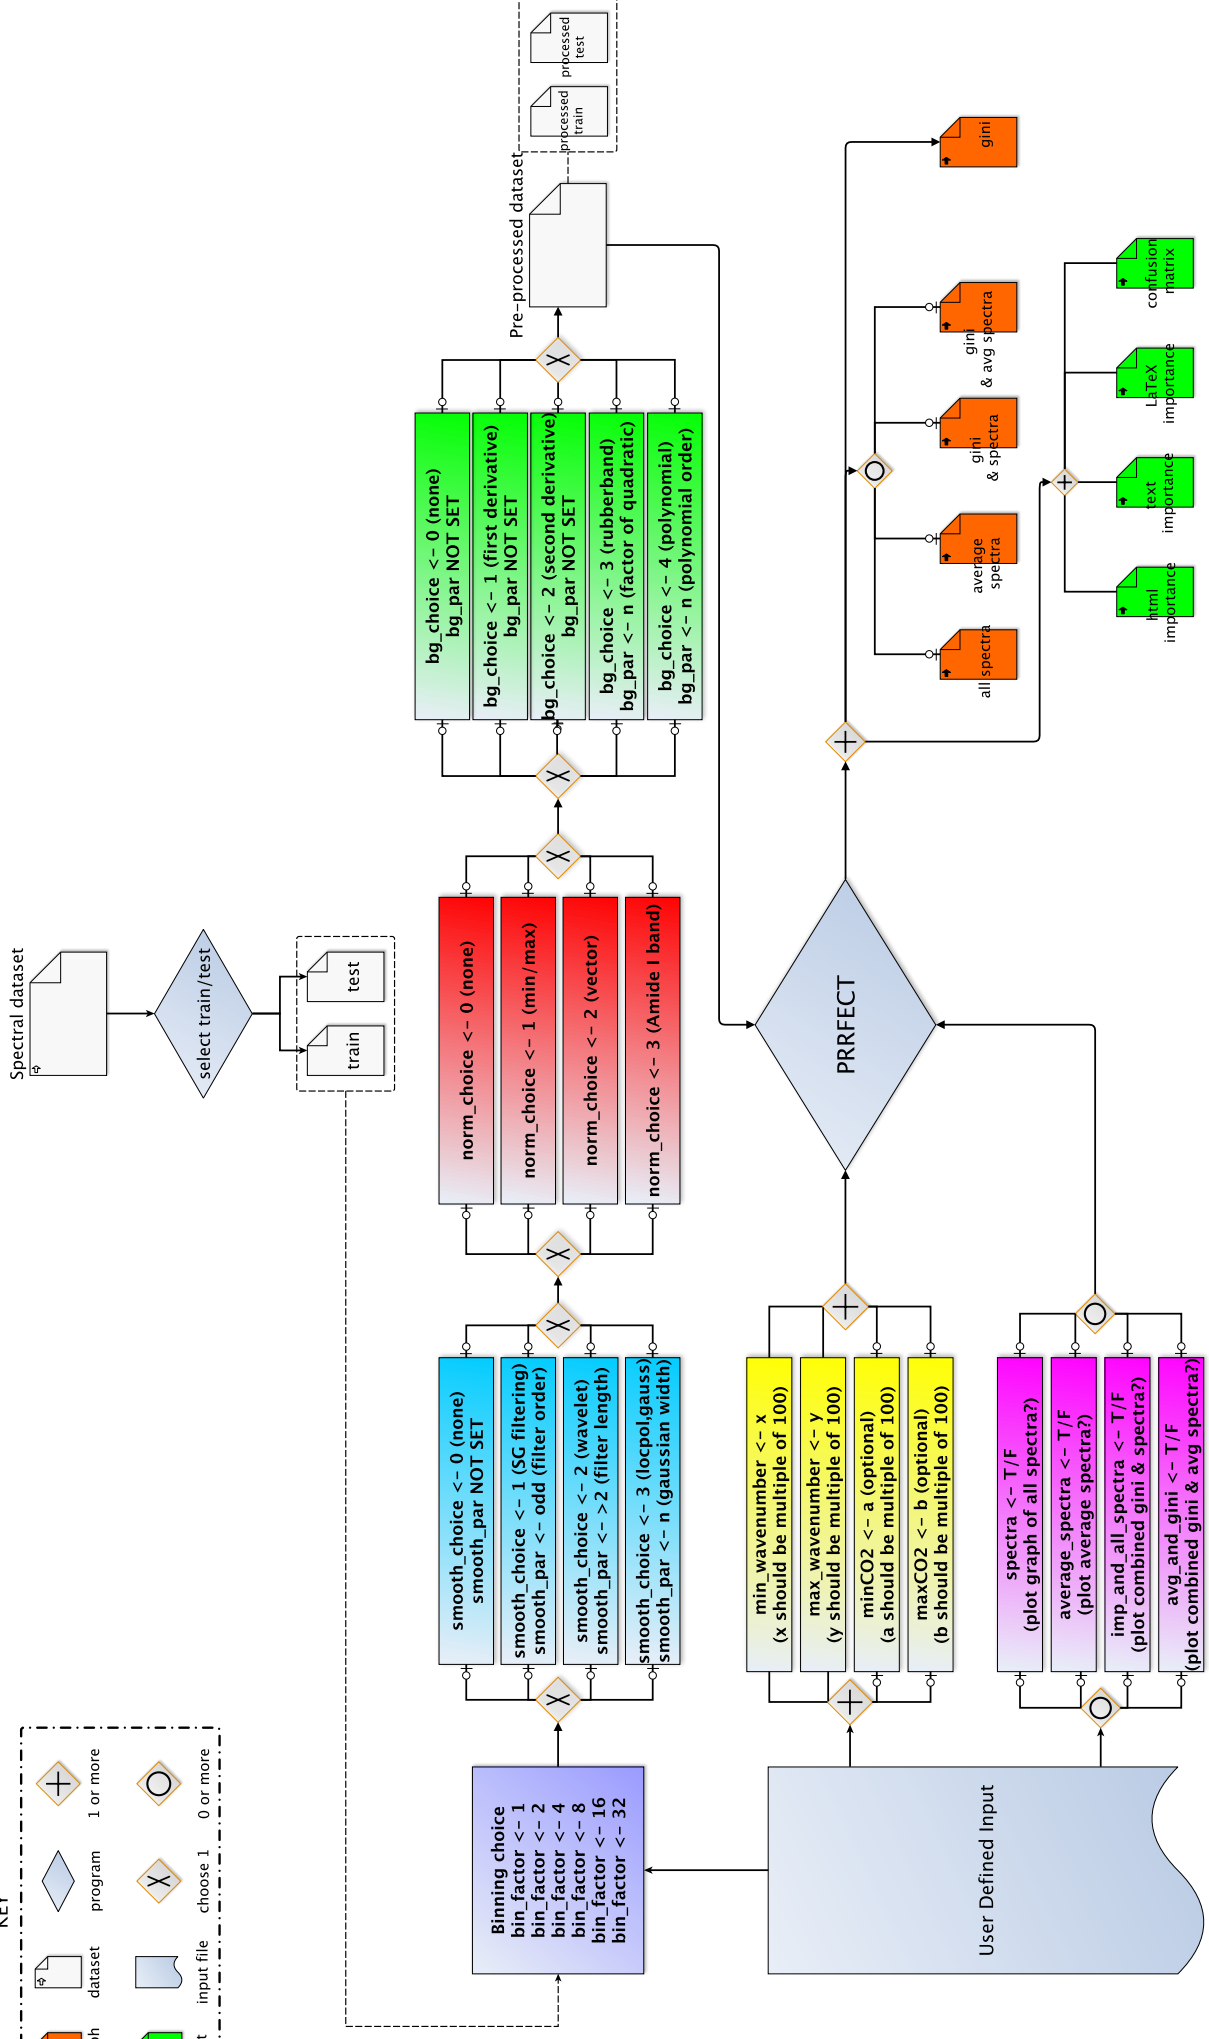 Spectral dataset
select train/test
train
test
KEY
dataset
program
1 or more
input file
choose 1
0 or more
Binning choice
bin_factor <- 1
bin_factor <- 2
bin_factor <- 4
bin_factor <- 8
bin_factor <- 16
bin_factor <- 32
smooth_choice <- 0 (none)
smooth_par NOT SET
smooth_choice <- 1 (SG filtering)
smooth_par <- odd (filter order)
smooth_choice <- 2 (wavelet)
smooth_par <- >2 (filter length)
smooth_choice <- 3 (locpol,gauss)
smooth_par <- n (gaussian width)
norm_choice <- 0 (none)
norm_choice <- 1 (min/max)
norm_choice <- 2 (vector)
norm_choice <- 3 (Amide I band)
bg_choice <- 0 (none)
bg_par NOT SET
bg_choice <- 1 (first derivative)
bg_par NOT SET
bg_choice <- 2 (second derivative)
bg_par NOT SET
bg_choice <- 3 (rubberband)
bg_par <- n (factor of quadratic)
bg_choice <- 4 (polynomial)
bg_par <- n (polynomial order)
Pre-processed dataset
processed
train
processed
test
User Defined Input
min_wavenumber <- x
(x should be multiple of 100)
max_wavenumber <- y
(y should be multiple of 100)
minCO2 <- a (optional)
(a should be multiple of 100)
maxCO2 <- b (optional)
(b should be multiple of 100)
spectra <- T/F
(plot graph of all spectra?)
average_spectra <- T/F
(plot average spectra?)
imp_and_all_spectra <- T/F
(plot combined gini & spectra?)
avg_and_gini <- T/F
(plot combined gini & avg spectra?)
PRRFECT
all spectra
average
spectra
gini
& spectra
gini
& avg spectra
gini
html
importance
text
importance
LaTeX
importance
confusion
matrix